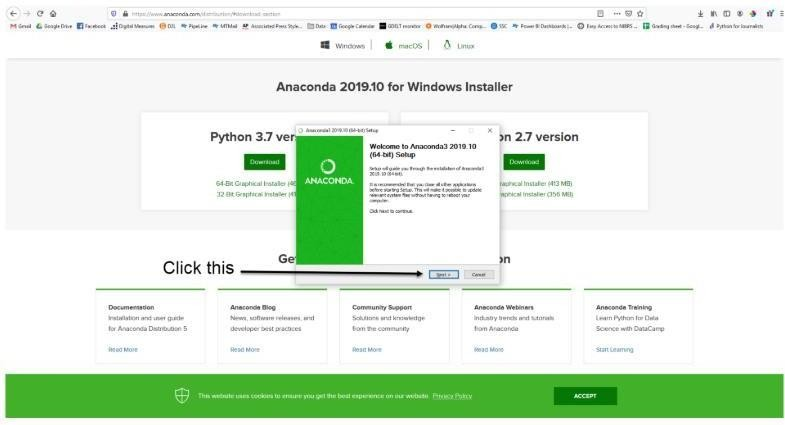 https://www.anaconda.com/distribution/#download-section
Gmail Google Drive Facebook Digital Measures D2L PipeLine MTMail Associated Press Style... Data Google Calendar GDELT monitor Wolfram|Alpha: Comp... SSC Power BI Dashboards |... Easy Access to NIBRS ... Grading sheet - Googl... Python for Journalists
Windows macOS Linux
Anaconda 2019.10 for Windows Installer
Python 3.7 ver
on 2.7 version
Download
Download
64-Bit Graphical Installer (46
32-Bit Graphical Installer (41
raphical Installer (413 MB)
aphical Installer (356 MB)
Anaconda3 2019.10 (64-bit) Setup
ANACONDA.
Welcome to Anaconda3 2019.10
(64-bit) Setup
Setup will guide you through the installation of Anaconda3
2019.10 (64-bit).
It is recommended that you close all other applications
before starting Setup. This will make it possible to update
relevant system files without having to reboot your
computer.
Click Next to continue.
Next > Cancel
Ge
on
Click this
Documentation
Installation and user guide
for Anaconda Distribution 5
Read More
Anaconda Blog
News, software releases, and
developer best practices
Read More
Community Support
Solutions and knowledge
from the community
Read More
Anaconda Webinars
Industry trends and tutorials
from Anaconda
Read More
Anaconda Training
Learn Python for Data
Science with DataCamp
Start Learning
This website uses cookies to ensure you get the best experience on our website. Privacy Policy
ACCEPT